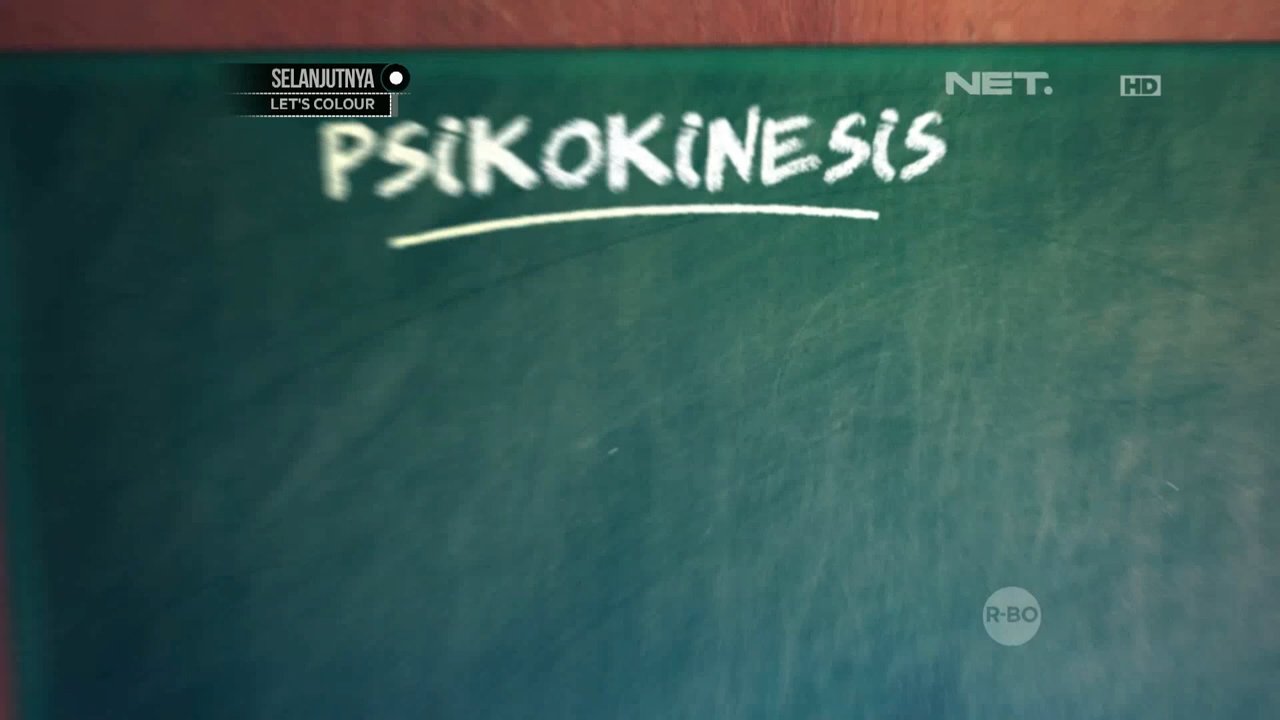 SELANJUTNYA
LET'S COLOUR
NET.
HD
PSiKOKiNESiS
R-BO